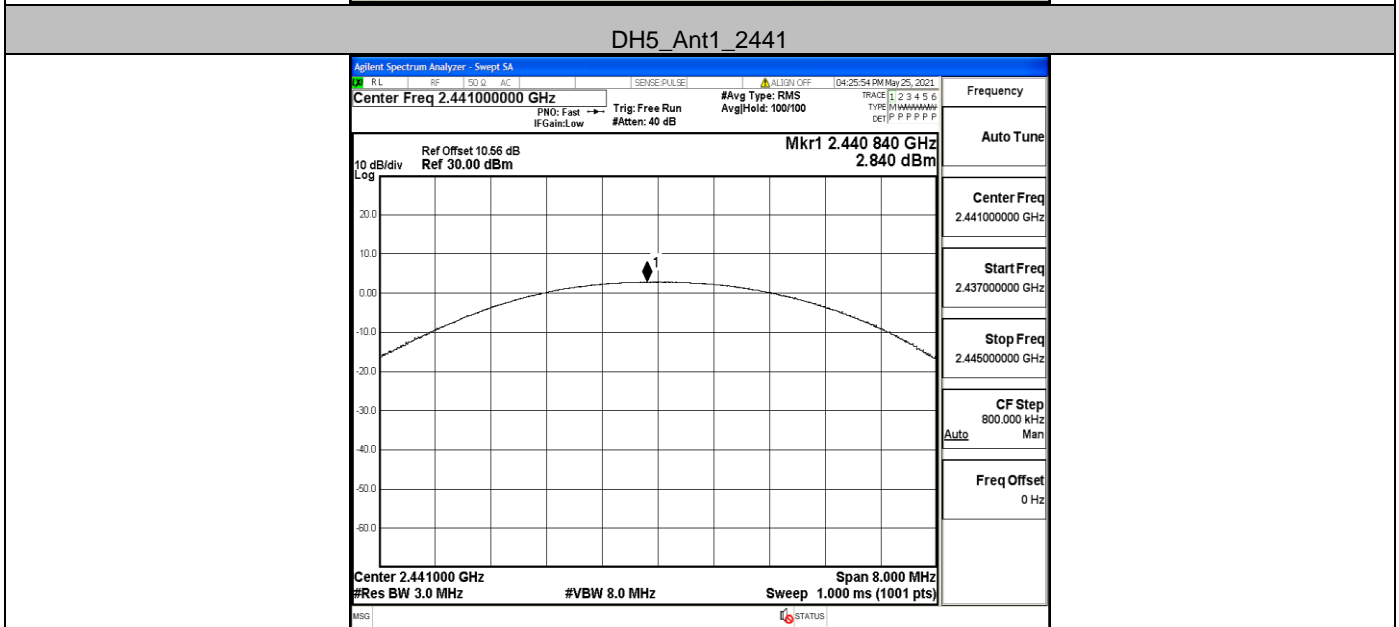 DH5_Ant1_2441
Agilent Spectrum Analyzer - Swept SA
RL RF 50 Ω AC SENSE:PULSE ALIGN OFF 04:25:54 PM May 25, 2021
Center Freq 2.441000000 GHz
PNO: Fast
IFGain:Low
Trig: Free Run
#Atten: 40 dB
#Avg Type: RMS
Avg|Hold: 100/100
TRACE 1 2 3 4 5 6
TYPE M
DET P P P P P P
Ref Offset 10.56 dB
10 dB/div Ref 30.00 dBm
Log
Mkr1 2.440 840 GHz
2.840 dBm
20.0
10.0
0.00
-10.0
-20.0
-30.0
-40.0
-50.0
-60.0
1
Center 2.441000 GHz Span 8.000 MHz
#Res BW 3.0 MHz #VBW 8.0 MHz Sweep 1.000 ms (1001 pts)
MSG STATUS
Frequency
Auto Tune
Center Freq
2.441000000 GHz
Start Freq
2.437000000 GHz
Stop Freq
2.445000000 GHz
CF Step
800.000 kHz
Auto Man
Freq Offset
0 Hz